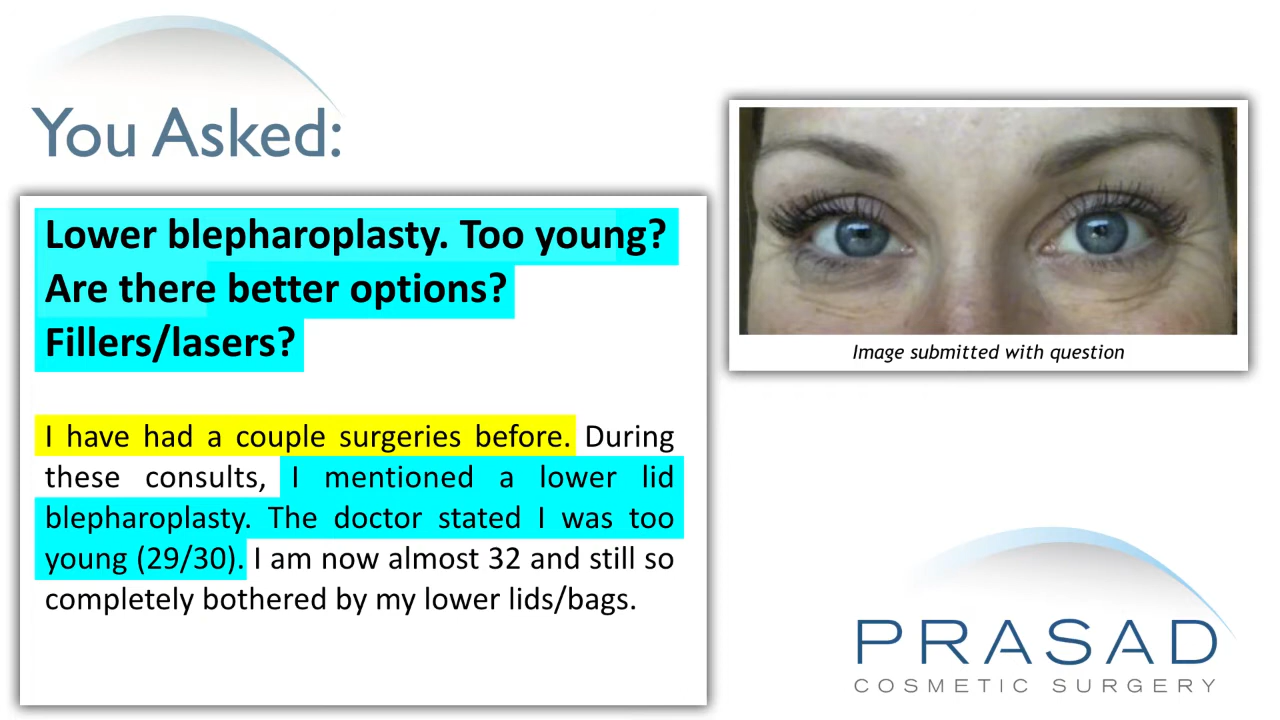 You Asked:
Lower blepharoplasty. Too young?
Are there better options?
Fillers/lasers?
I have had a couple surgeries before. During
these consults, I mentioned a lower lid
blepharoplasty. The doctor stated I was too
young (29/30). I am now almost 32 and still so
completely bothered by my lower lids/bags.
Image submitted with question
PRASAD
COSMETIC SURGERY